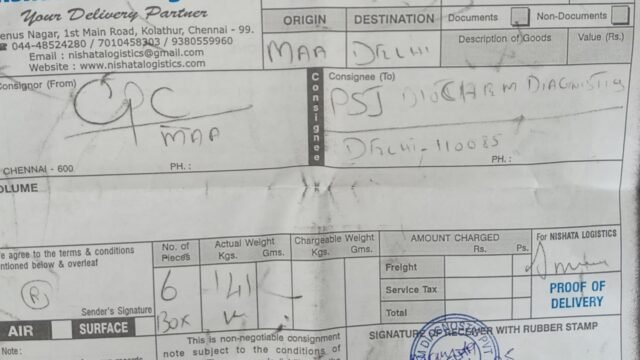 Your Delivery Partner
enus Nagar, 1st Main Road, Kolathur, Chennai - 99.
☎ 044-48524280 / 7010458303 / 9380559960
Email : nishatalogistics@gmail.com
Website : www.nishatalogistics.com
ORIGIN
DESTINATION
Documents
Non-Documents
MAA
DELHI
Description of Goods
Value (Rs.)
Consignor (From)
CPC
MAA
CHENNAI - 600
PH. :
Consignee
Consignee (To)
PSJ
DELHI-110085
PH. :
OLUME
e agree to the terms & conditions
ntioned below & overleaf
Sender's Signature
No. of
Pieces
Actual Weight
Kgs.
Gms.
Chargeable Weight
Kgs.
Gms.
AMOUNT CHARGED
Rs.
Ps.
6
BOX
141
K
Freight
Service Tax
Total
For NISHATA LOGISTICS
PROOF OF
DELIVERY
AIR
SURFACE
Note :
This is non-negotiable consignment
note subject to the conditions of
SIGNATURE OF RECEIVER WITH RUBBER STAMP